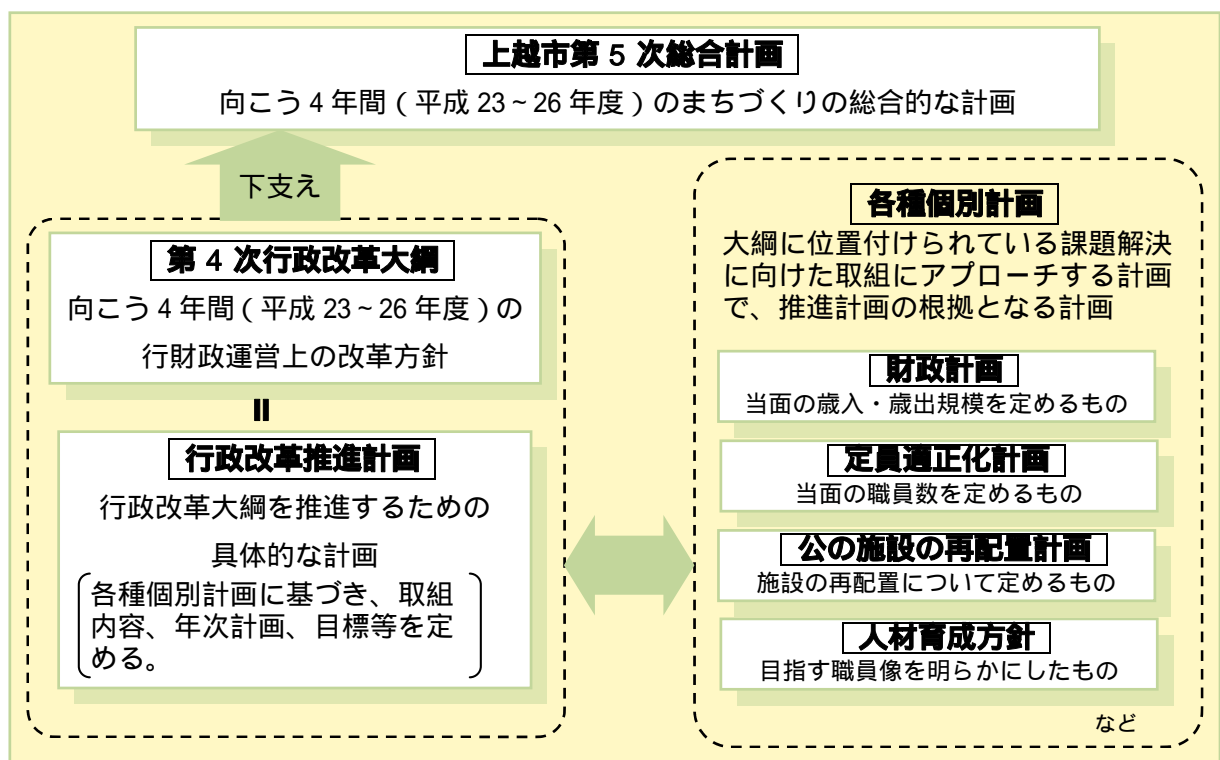 上越市第 5 次総合計画
向こう 4 年間 ( 平成 23 ~ 26 年度 ) のまちづくりの総合的な計画
下支え
第 4 次行政改革大綱
向こう 4 年間 ( 平成 23 ~ 26 年度 ) の
行財政運営上の改革方針
=
行政改革推進計画
行政改革大綱を推進するための
具体的な計画
各種個別計画に基づき、取組
内容、年次計画、目標等を定
める。
各種個別計画
大綱に位置付けられている課題解決
に向けた取組にアプローチする計画
で、推進計画の根拠となる計画
財政計画
当面の歳入・歳出規模を定めるもの
定員適正化計画
当面の職員数を定めるもの
公の施設の再配置計画
施設の再配置について定めるもの
人材育成方針
目指す職員像を明らかにしたもの
など